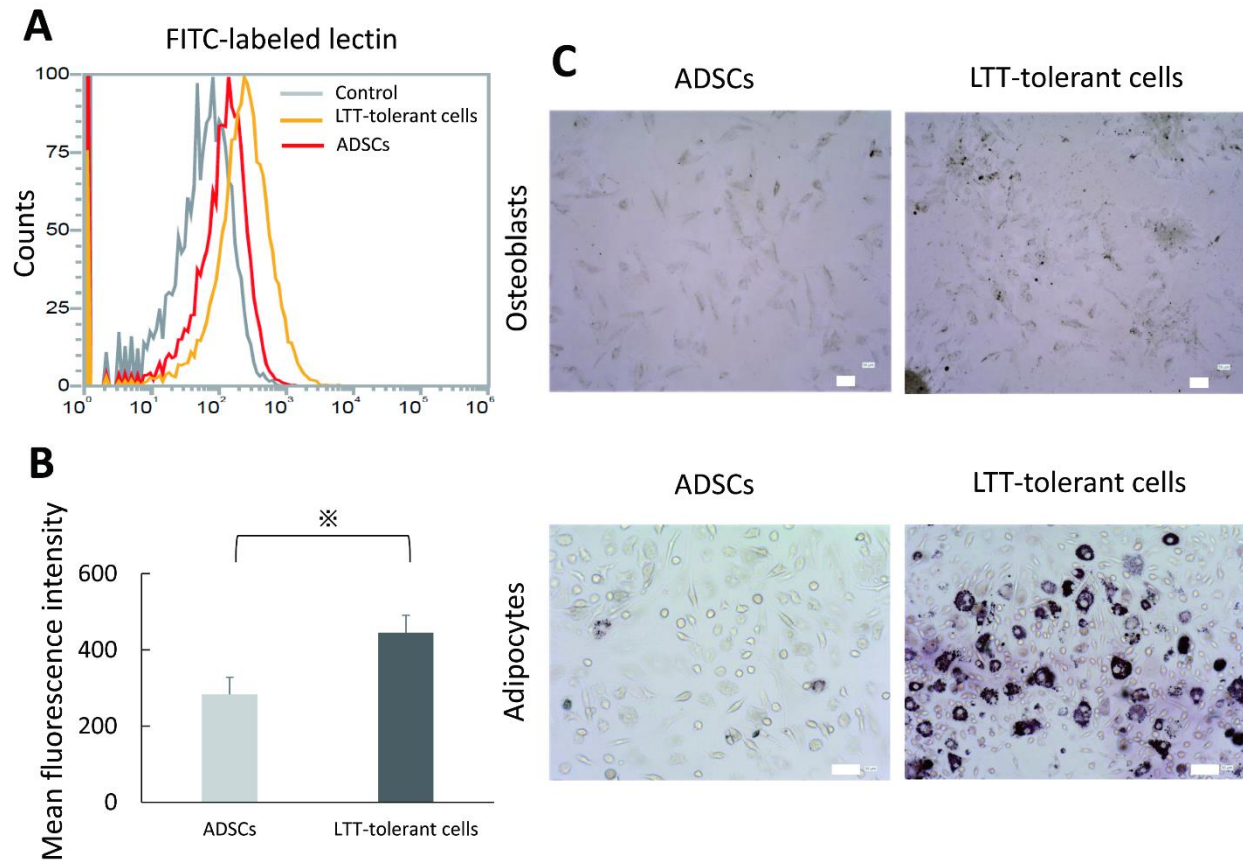 A
FITC-labeled lectin
100
75
50
25
0
Counts
Control
LTT-tolerant cells
ADSCs
10⁰
10¹
10²
10³
10⁴
10⁵
10⁶
B
※
Mean fluorescence intensity
600
400
200
0
ADSCs
LTT-tolerant cells
C
ADSCs
LTT-tolerant cells
Osteoblasts
ADSCs
LTT-tolerant cells
Adipocytes